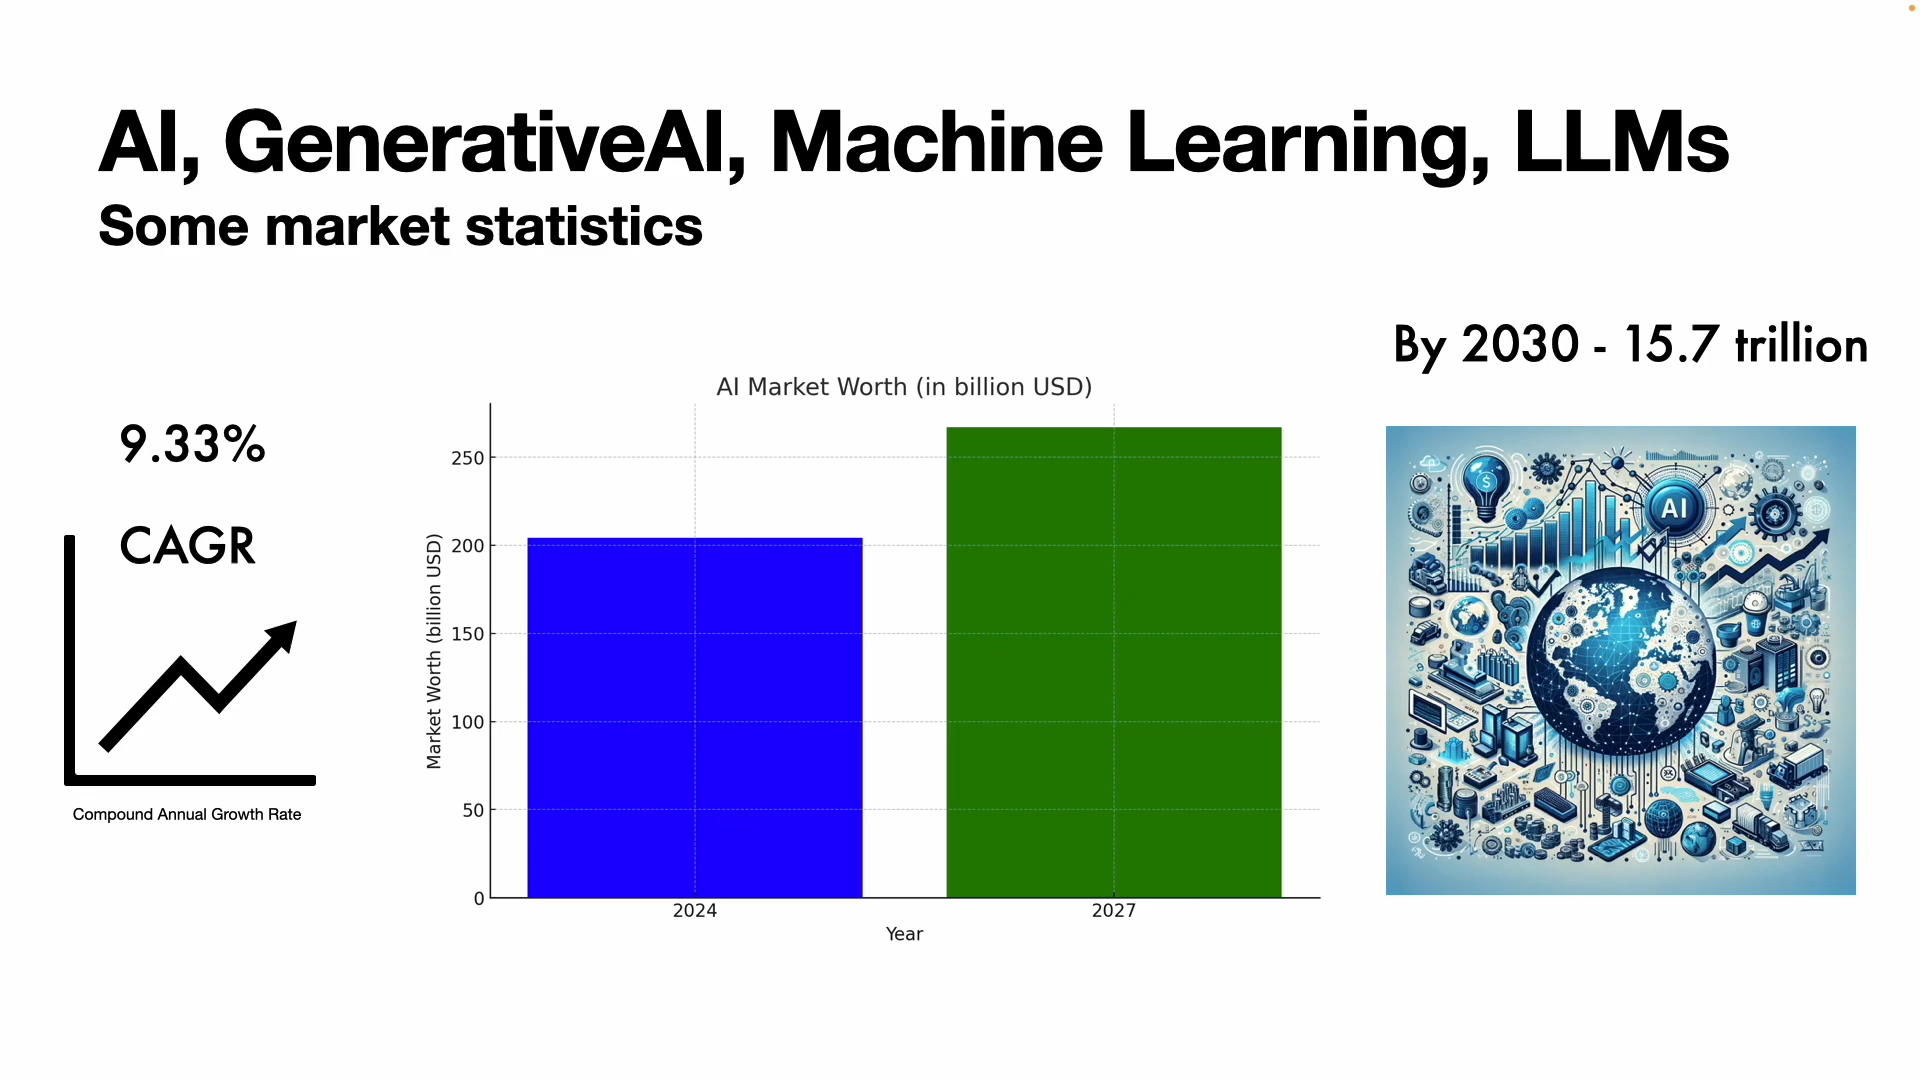 AI, GenerativeAI, Machine Learning, LLMs
Some market statistics
9.33%
CAGR
Compound Annual Growth Rate
AI Market Worth (in billion USD)
Market Worth (billion USD)
250
200
150
100
50
0
2024
2027
Year
By 2030 - 15.7 trillion
$
AI